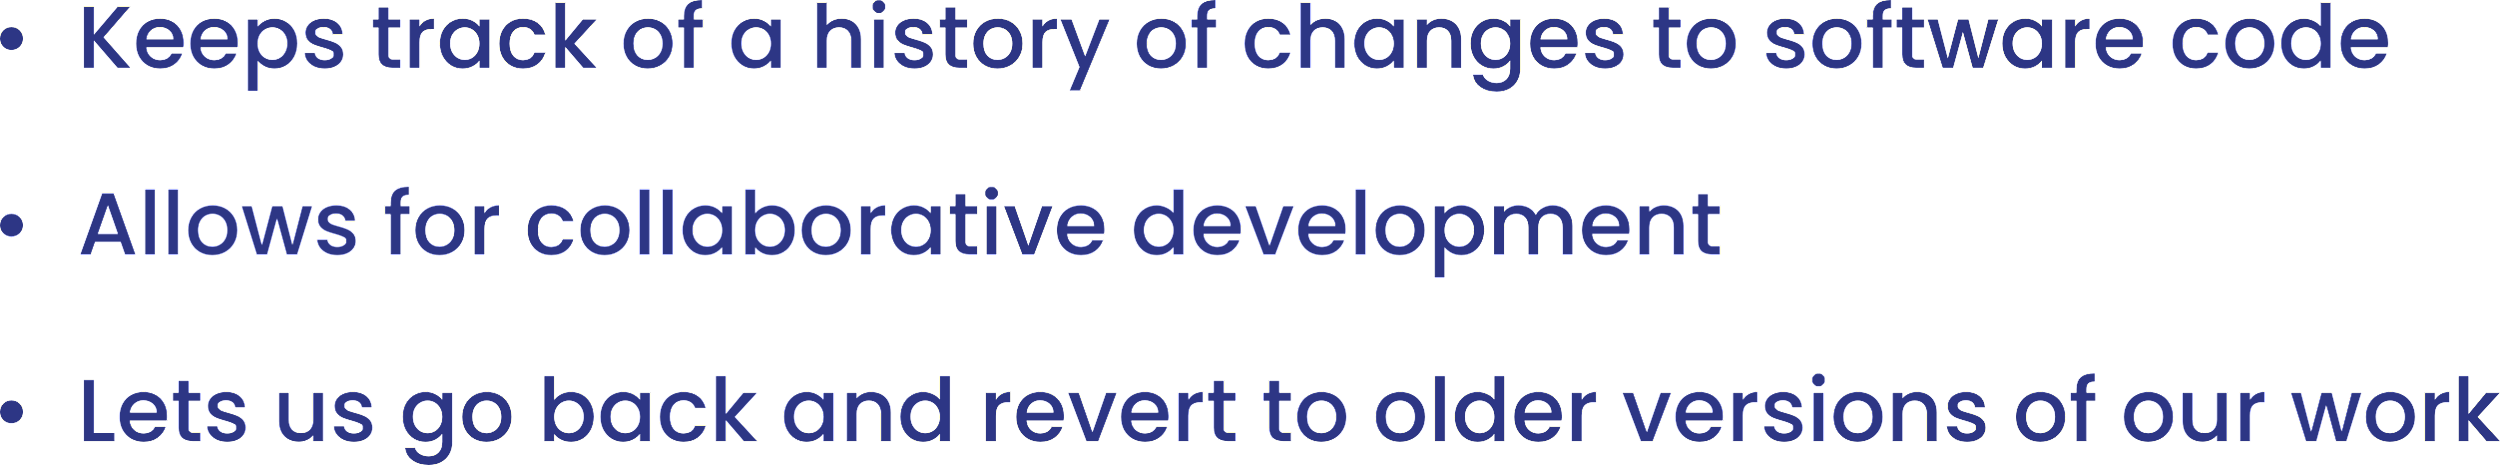 • Keeps track of a history of changes to software code
• Allows for collaborative development
• Lets us go back and revert to older versions of our work